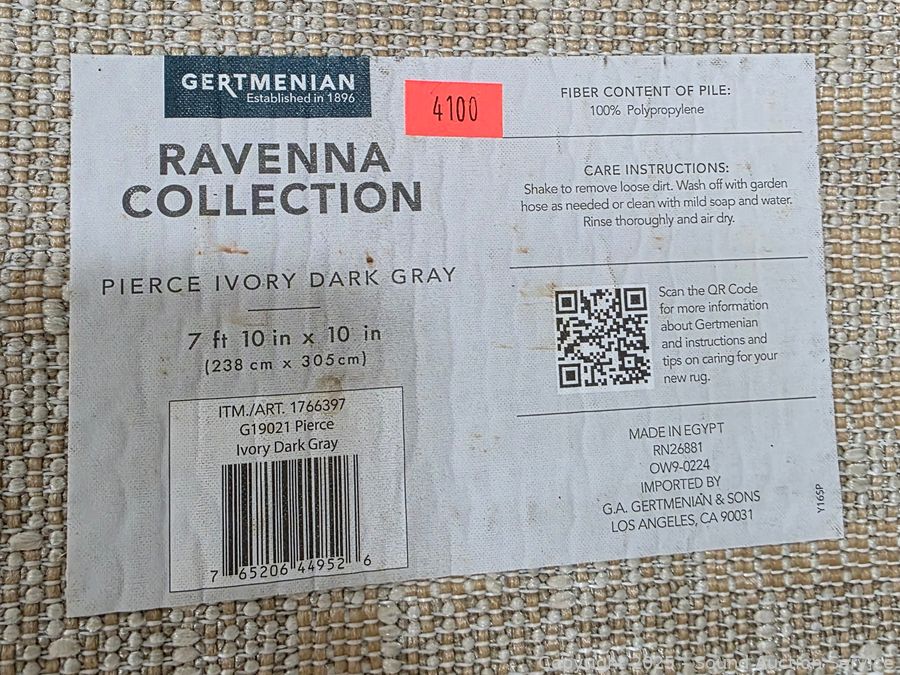 GERTMENIAN
Established in 1896
4100
RAVENNA
COLLECTION
PIERCE IVORY DARK GRAY
7 ft 10 in x 10 in
(238 cm x 305cm)
ITM./ART. 1766397
G19021 Pierce
Ivory Dark Gray
7 65206 44952 6
FIBER CONTENT OF PILE:
100% Polypropylene
CARE INSTRUCTIONS:
Shake to remove loose dirt. Wash off with garden
hose as needed or clean with mild soap and water.
Rinse thoroughly and air dry.
Scan the QR Code
for more information
about Gertmenian
and instructions and
tips on caring for your
new rug.
MADE IN EGYPT
RN26881
OW9-0224
IMPORTED BY
G.A. GERTMENIAN & SONS
LOS ANGELES, CA 90031
Y16SP
Copyright 2025 - Sound Auction Service